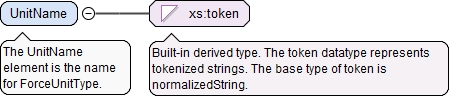 UnitName
xs:token
The UnitName
element is the name
for ForceUnitType.
Built-in derived type. The token datatype represents
tokenized strings. The base type of token is
normalizedString.